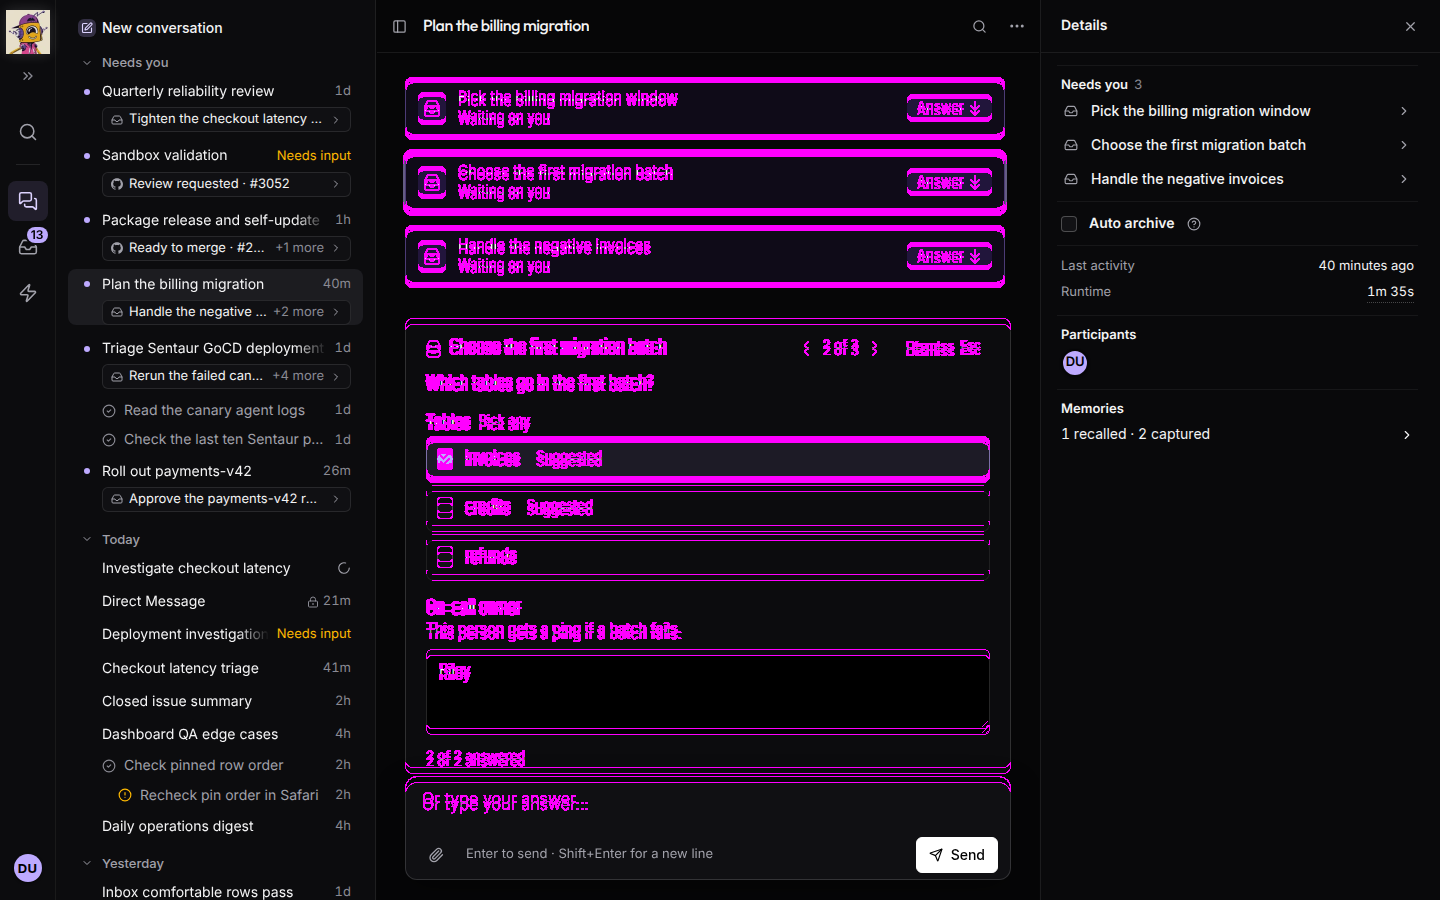 New conversation
Needs you
Quarterly reliability review 1d
Tighten the checkout latency ...
Sandbox validation Needs input
Review requested · #3052
Package release and self-update 1h
Ready to merge · #2... +1 more
Plan the billing migration 40m
Handle the negative ... +2 more
Triage Sentaur GoCD deployment 1d
Rerun the failed can... +4 more
Read the canary agent logs 1d
Check the last ten Sentaur p... 1d
Roll out payments-v42 26m
Approve the payments-v42 r...
Today
Investigate checkout latency
Direct Message 21m
Deployment investigation Needs input
Checkout latency triage 41m
Closed issue summary 2h
Dashboard QA edge cases 4h
Check pinned row order 2h
Recheck pin order in Safari 2h
Daily operations digest 4h
Yesterday
Inbox comfortable rows pass 1d
13
DU
Plan the billing migration
Pick the billing migration window
Waiting on you
Answer
Choose the first migration batch
Waiting on you
Answer
Handle the negative invoices
Waiting on you
Answer
Choose the first migration batch 2 of 3 Dismiss Esc
Which tables go in the first batch?
Tables Pick any
invoices Suggested
credits Suggested
refunds
On-call owner
This person gets a ping if a batch fails.
Riley
2 of 2 answered
Or type your answer...
Enter to send · Shift+Enter for a new line
Send
Details
Needs you 3
Pick the billing migration window
Choose the first migration batch
Handle the negative invoices
Auto archive
Last activity 40 minutes ago
Runtime 1m 35s
Participants
DU
Memories
1 recalled · 2 captured